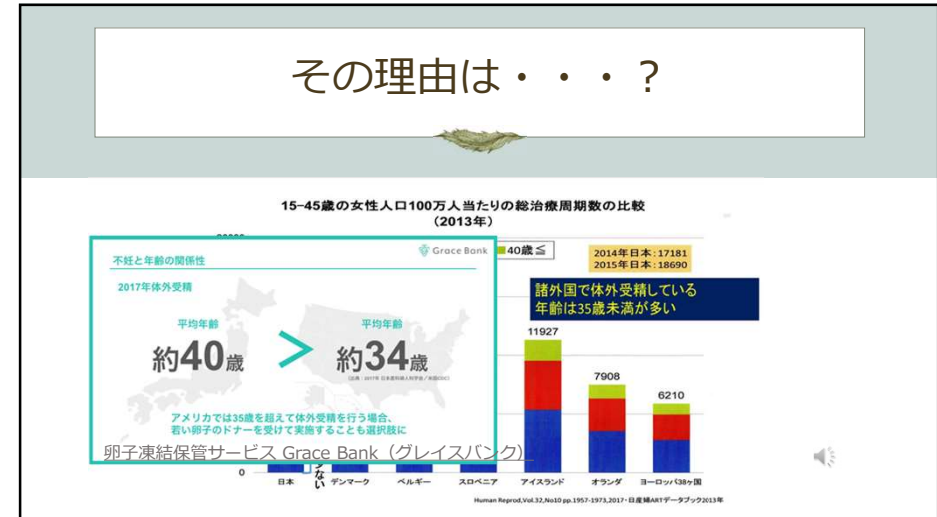 その理由は・・・？
15-45歳の女性人口100万人当たりの総治療周期数の比較
（2013年）
Grace Bank
40歳≦
2014年日本:17181
2015年日本:18690
諸外国で体外受精している
年齢は35歳未満が多い
不妊と年齢の関係性
2017年体外受精
平均年齢
約40歳
>
平均年齢
約34歳
アメリカでは35歳を超えて体外受精を行う場合、
若い卵子のドナーを受けて実施することも選択肢に
卵子凍結保管サービス Grace Bank（グレイスバンク）
11927
7908
6210
0
ない
日本
デンマーク
ベルギー
スロベニア
アイスランド
オランダ
ヨーロッパ38ヶ国
Human Reprod,Vol.32,No10 pp.1957-1973,2017・日産婦ARTデータブック2013年